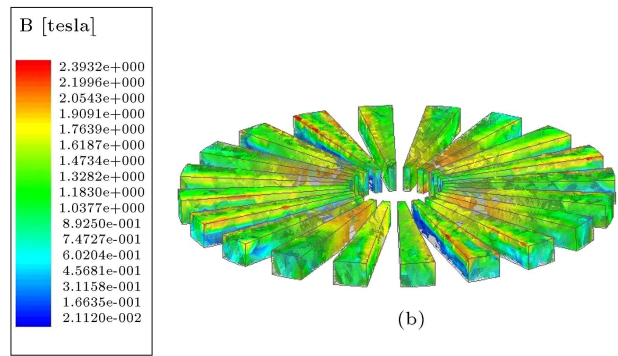 B [tesla]
2.3932e+000
2.1996e+000
2.0543e+000
1.9091e+000
1.7639e+000
1.6187e+000
1.4734e+000
1.3282e+000
1.1830e+000
1.0377e+000
8.9250e-001
7.4727e-001
6.0204e-001
4.5681e-001
3.1158e-001
1.6635e-001
2.1120e-002
(b)